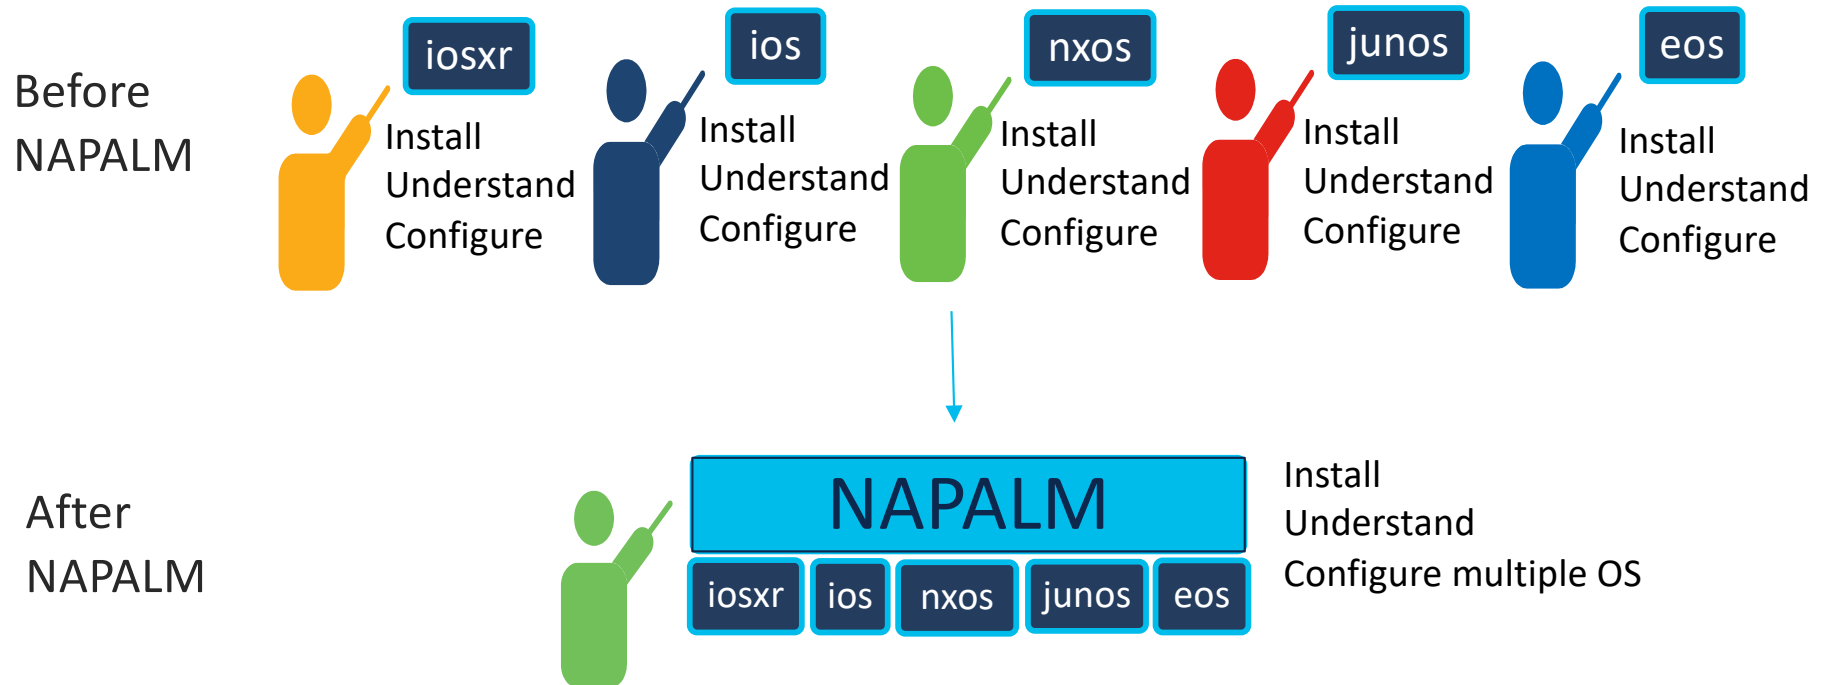 Before
NAPALM
iosxr
Install
Understand
Configure
ios
Install
Understand
Configure
nxos
Install
Understand
Configure
junos
Install
Understand
Configure
eos
Install
Understand
Configure
After
NAPALM
NAPALM
iosxr
ios
nxos
junos
eos
Install
Understand
Configure multiple OS